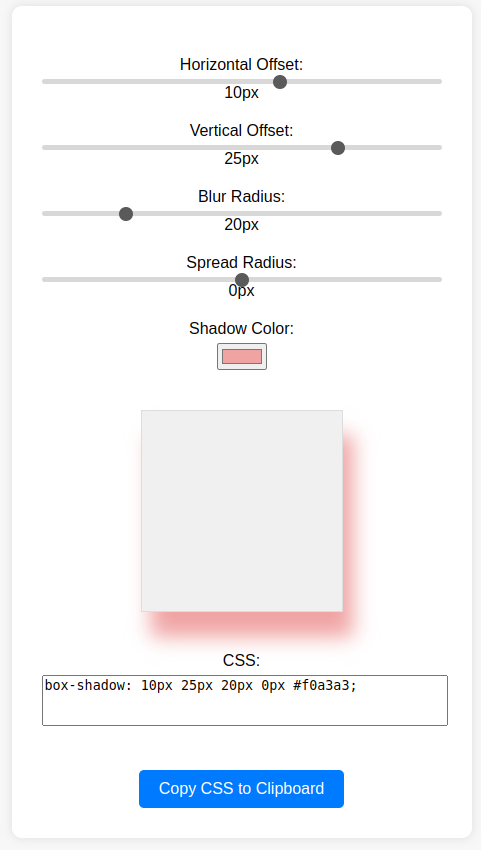 Horizontal Offset:
10px
Vertical Offset:
25px
Blur Radius:
20px
Spread Radius:
0px
Shadow Color:
CSS:
box-shadow: 10px 25px 20px 0px #f0a3a3;
Copy CSS to Clipboard